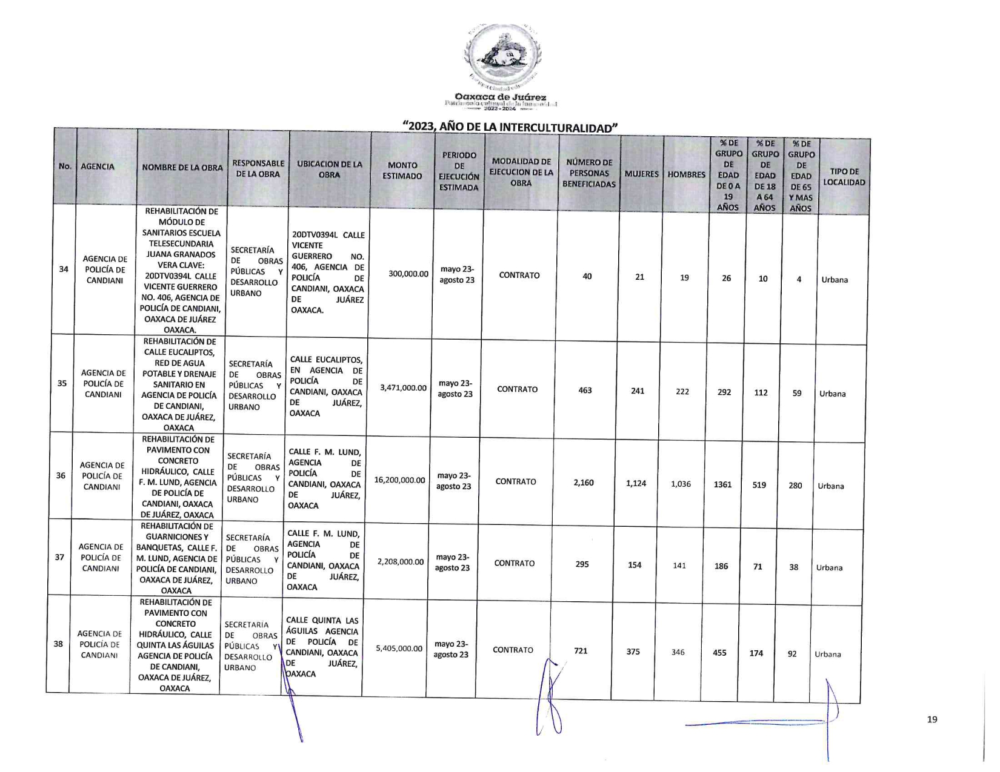 Oaxaca de Juárez
Patrimonio cultural de la humanidad
2022 - 2024
“2023, AÑO DE LA INTERCULTURALIDAD”
No.
AGENCIA
NOMBRE DE LA OBRA
RESPONSABLE
DE LA OBRA
UBICACION DE LA
OBRA
MONTO
ESTIMADO
PERIODO
DE
EJECUCIÓN
ESTIMADA
MODALIDAD DE
EJECUCION DE LA
OBRA
NÚMERO DE
PERSONAS
BENEFICIADAS
MUJERES
HOMBRES
% DE
GRUPO
DE
EDAD
DE 0 A
19
AÑOS
% DE
GRUPO
DE
EDAD
DE 18
A 64
AÑOS
% DE
GRUPO
DE
EDAD
DE 65
Y MAS
AÑOS
TIPO DE
LOCALIDAD
34
AGENCIA DE
POLICÍA DE
CANDIANI
REHABILITACIÓN DE
MÓDULO DE
SANITARIOS ESCUELA
TELESECUNDARIA
JUANA GRANADOS
VERA CLAVE:
20DTV0394L CALLE
VICENTE GUERRERO
NO. 406, AGENCIA DE
POLICÍA DE CANDIANI,
OAXACA DE JUÁREZ
OAXACA.
SECRETARÍA
DE OBRAS
PÚBLICAS Y
DESARROLLO
URBANO
20DTV0394L CALLE
VICENTE
GUERRERO NO.
406, AGENCIA DE
POLICÍA DE
CANDIANI, OAXACA
DE JUÁREZ
OAXACA.
300,000.00
mayo 23-
agosto 23
CONTRATO
40
21
19
26
10
4
Urbana
35
AGENCIA DE
POLICÍA DE
CANDIANI
REHABILITACIÓN DE
CALLE EUCALIPTOS,
RED DE AGUA
POTABLE Y DRENAJE
SANITARIO EN
AGENCIA DE POLICÍA
DE CANDIANI,
OAXACA DE JUÁREZ,
OAXACA
SECRETARÍA
DE OBRAS
PÚBLICAS Y
DESARROLLO
URBANO
CALLE EUCALIPTOS,
EN AGENCIA DE
POLICÍA DE
CANDIANI, OAXACA
DE JUÁREZ,
OAXACA
3,471,000.00
mayo 23-
agosto 23
CONTRATO
463
241
222
292
112
59
Urbana
36
AGENCIA DE
POLICÍA DE
CANDIANI
REHABILITACIÓN DE
PAVIMENTO CON
CONCRETO
HIDRÁULICO, CALLE
F. M. LUND, AGENCIA
DE POLICÍA DE
CANDIANI, OAXACA
DE JUÁREZ, OAXACA
SECRETARÍA
DE OBRAS
PÚBLICAS Y
DESARROLLO
URBANO
CALLE F. M. LUND,
AGENCIA DE
POLICÍA DE
CANDIANI, OAXACA
DE JUÁREZ,
OAXACA
16,200,000.00
mayo 23-
agosto 23
CONTRATO
2,160
1,124
1,036
1361
519
280
Urbana
37
AGENCIA DE
POLICÍA DE
CANDIANI
REHABILITACIÓN DE
GUARNICIONES Y
BANQUETAS, CALLE F.
M. LUND, AGENCIA DE
POLICÍA DE CANDIANI,
OAXACA DE JUÁREZ,
OAXACA
SECRETARÍA
DE OBRAS
PÚBLICAS Y
DESARROLLO
URBANO
CALLE F. M. LUND,
AGENCIA DE
POLICÍA DE
CANDIANI, OAXACA
DE JUÁREZ,
OAXACA
2,208,000.00
mayo 23-
agosto 23
CONTRATO
295
154
141
186
71
38
Urbana
38
AGENCIA DE
POLICÍA DE
CANDIANI
REHABILITACIÓN DE
PAVIMENTO CON
CONCRETO
HIDRÁULICO, CALLE
QUINTA LAS ÁGUILAS
AGENCIA DE POLICÍA
DE CANDIANI,
OAXACA DE JUÁREZ,
OAXACA
SECRETARÍA
DE OBRAS
PÚBLICAS Y
DESARROLLO
URBANO
CALLE QUINTA LAS
ÁGUILAS AGENCIA
DE POLICÍA DE
CANDIANI, OAXACA
DE JUÁREZ,
OAXACA
5,405,000.00
mayo 23-
agosto 23
CONTRATO
721
375
346
455
174
92
Urbana
19